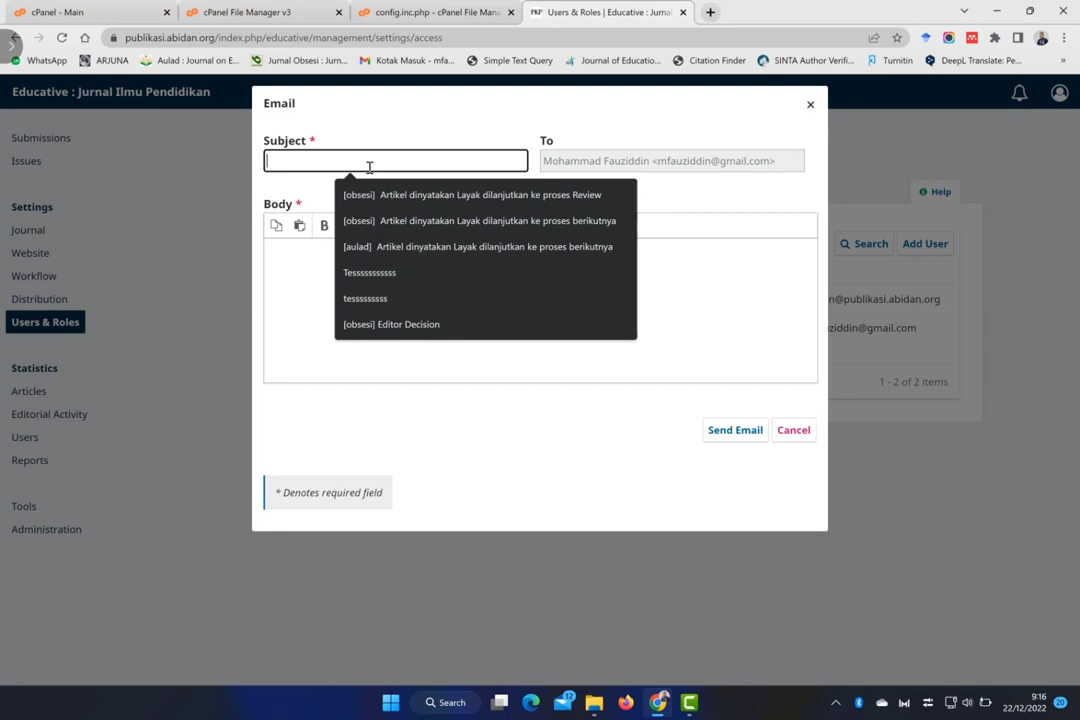 cPanel - Main
cPanel File Manager v3
config.inc.php - cPanel File Mana
Users & Roles | Educative : Jurnal
publikasi.abidan.org/index.php/educative/management/settings/access
WhatsApp
ARJUNA
Aulad : Journal on E...
Jurnal Obsesi : Jurn...
Kotak Masuk - mfa...
Simple Text Query
Journal of Educatio...
Citation Finder
SINTA Author Verifi...
Turnitin
DeepL Translate: Pe...
Educative : Jurnal Ilmu Pendidikan
Submissions
Issues
Settings
Journal
Website
Workflow
Distribution
Users & Roles
Statistics
Articles
Editorial Activity
Users
Reports
Tools
Administration
Email
Subject *
To
Mohammad Fauziddin <mfauziddin@gmail.com>
[obsesi] Artikel dinyatakan Layak dilanjutkan ke proses Review
[obsesi] Artikel dinyatakan Layak dilanjutkan ke proses berikutnya
[aulad] Artikel dinyatakan Layak dilanjutkan ke proses berikutnya
Tesssssssssss
tesssssssss
[obsesi] Editor Decision
Body *
B
Send Email
Cancel
* Denotes required field
Help
Search
Add User
n@publikasi.abidan.org
ziddin@gmail.com
1 - 2 of 2 items
Search
12
9:16
22/12/2022
20